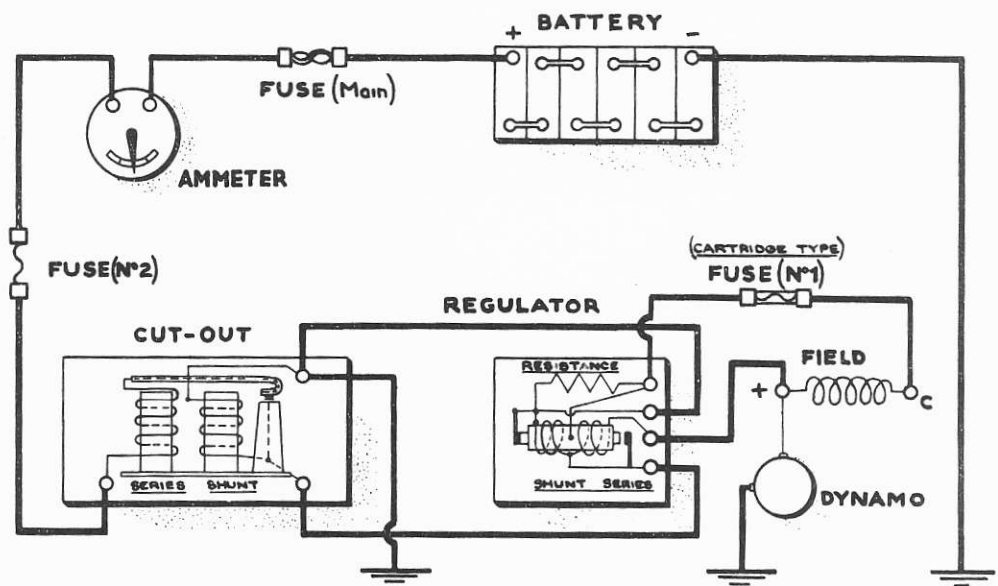 BATTERY
+
-
FUSE (Main)
AMMETER
FUSE (Nº2)
(CARTRIDGE TYPE)
FUSE (Nº1)
REGULATOR
CUT-OUT
RESISTANCE
FIELD
+
C
SERIES SHUNT
SHUNT SERIES
DYNAMO